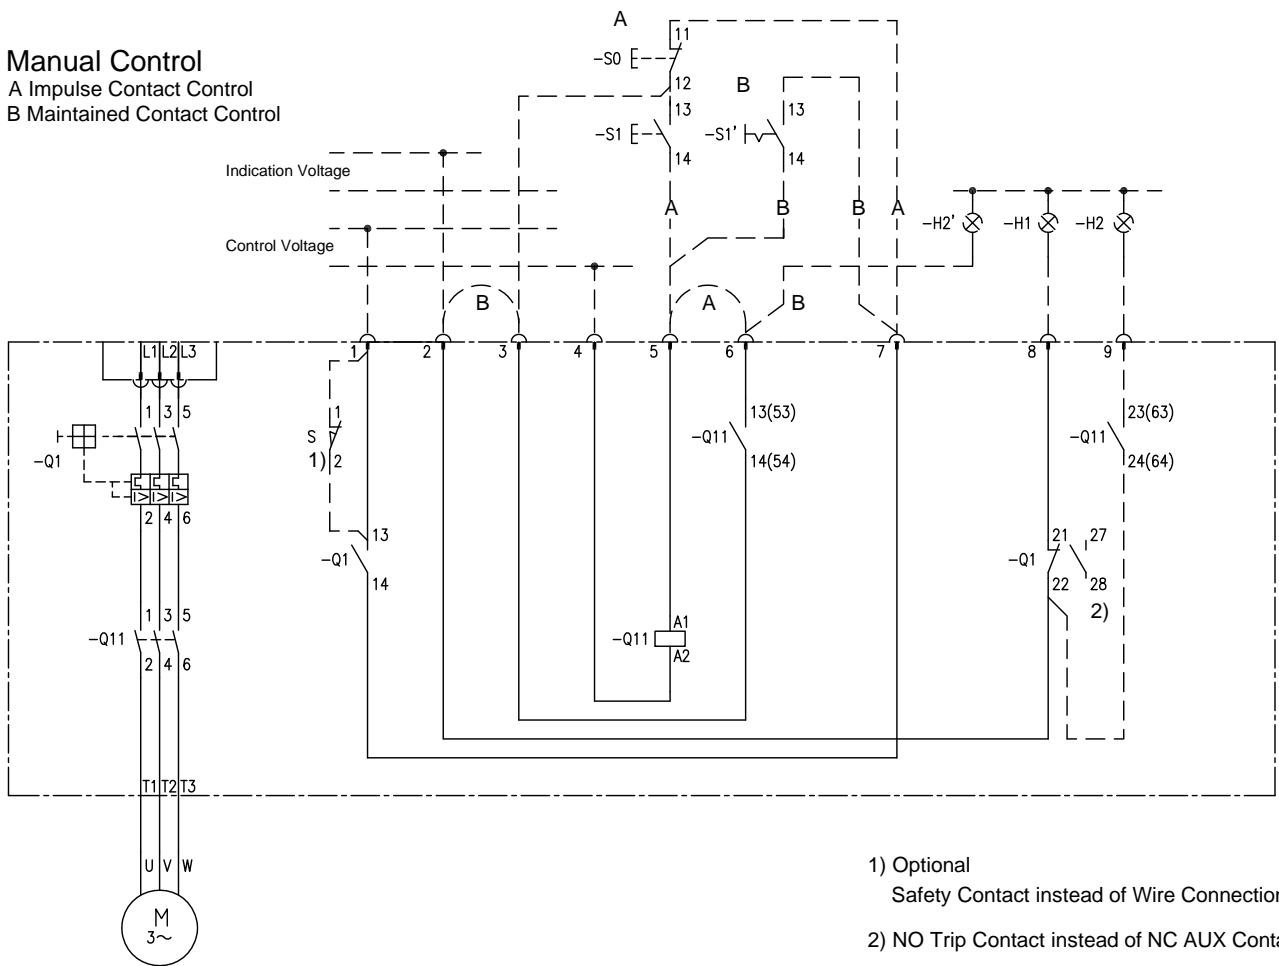 Manual Control
A Impulse Contact Control
B Maintained Contact Control
A
11
-S0
12
B
13
-S1
14
13
-S1'
14
Indication Voltage
Control Voltage
A
B
B
A
-H2'
-H1
-H2
B
A
B
1
2
3
4
5
6
7
8
9
L1 L2 L3
1 3 5
-Q1
I> I> I>
2 4 6
1
S
1) 2
13
-Q1
14
13(53)
-Q11
14(54)
23(63)
-Q11
24(64)
21 27
-Q1
22 28
2)
1 3 5
-Q11
2 4 6
A1
-Q11
A2
T1 T2 T3
U V W
M
3~
1) Optional
Safety Contact instead of Wire Connection
2) NO Trip Contact instead of NC AUX Conta